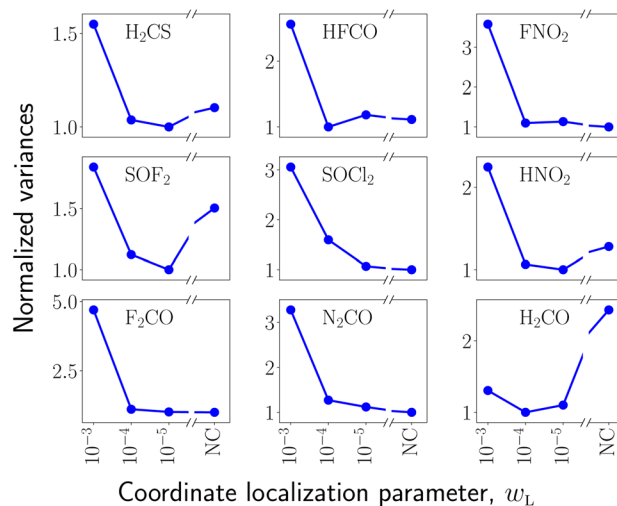 H₂CS
HFCO
FNO₂
1.5
1.0
2
1
3
2
1
SOF₂
SOCl₂
HNO₂
1.5
1.0
3
2
1
2
1
F₂CO
N₂CO
H₂CO
5.0
2.5
3
2
1
2
1
10⁻³ 10⁻⁴ 10⁻⁵ NC
10⁻³ 10⁻⁴ 10⁻⁵ NC
10⁻³ 10⁻⁴ 10⁻⁵ NC
Normalized variances
Coordinate localization parameter, w_L